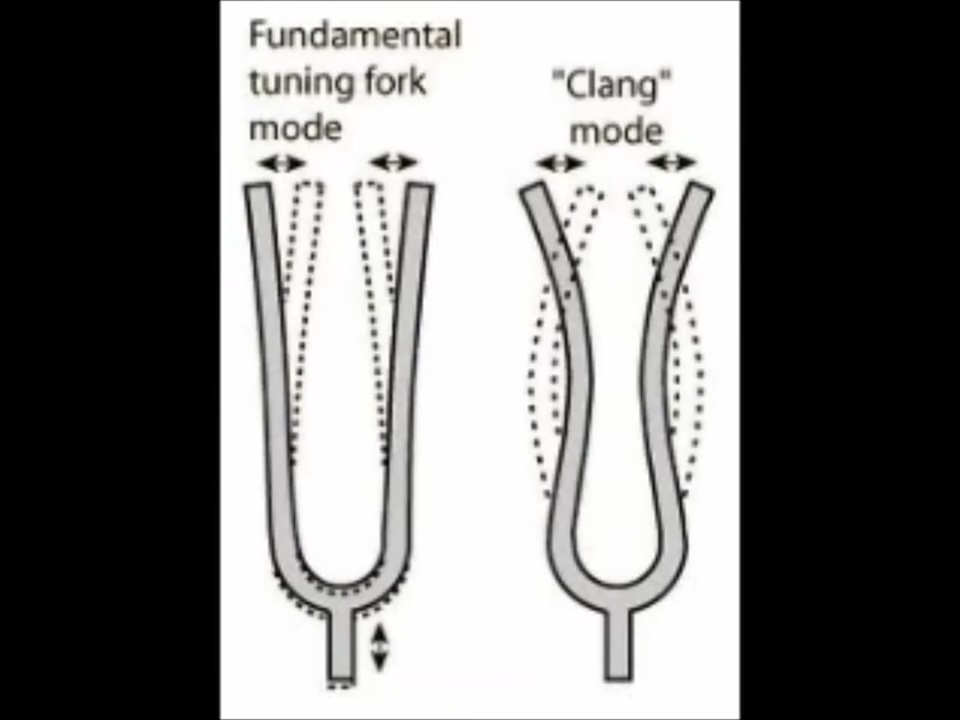 Fundamental
tuning fork
mode
"Clang"
mode